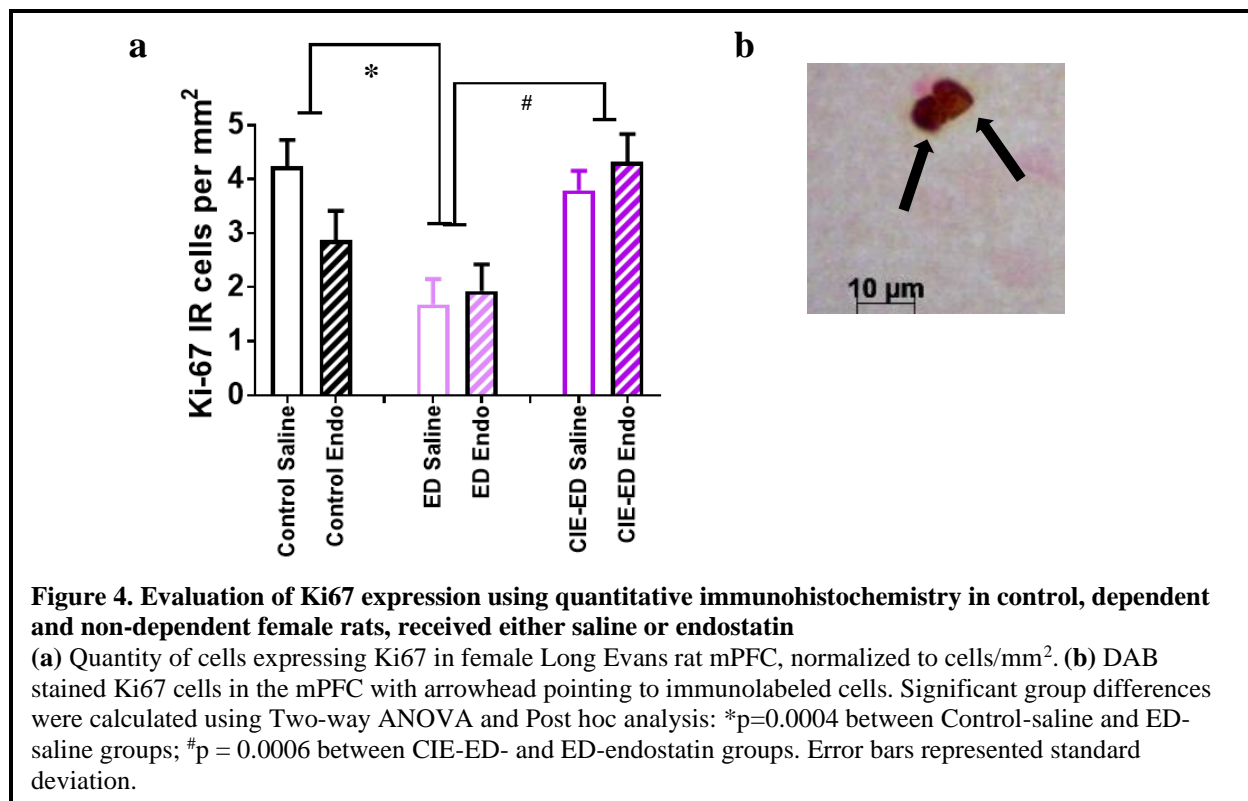 a
b
*
#
Ki-67 IR cells per mm²
5
4
3
2
1
0
Control Saline
Control Endo
ED Saline
ED Endo
CIE-ED Saline
CIE-ED Endo
10 µm
Figure 4. Evaluation of Ki67 expression using quantitative immunohistochemistry in control, dependent
and non-dependent female rats, received either saline or endostatin
(a) Quantity of cells expressing Ki67 in female Long Evans rat mPFC, normalized to cells/mm². (b) DAB
stained Ki67 cells in the mPFC with arrowhead pointing to immunolabeled cells. Significant group differences
were calculated using Two-way ANOVA and Post hoc analysis: *p=0.0004 between Control-saline and ED-
saline groups; #p = 0.0006 between CIE-ED- and ED-endostatin groups. Error bars represented standard
deviation.